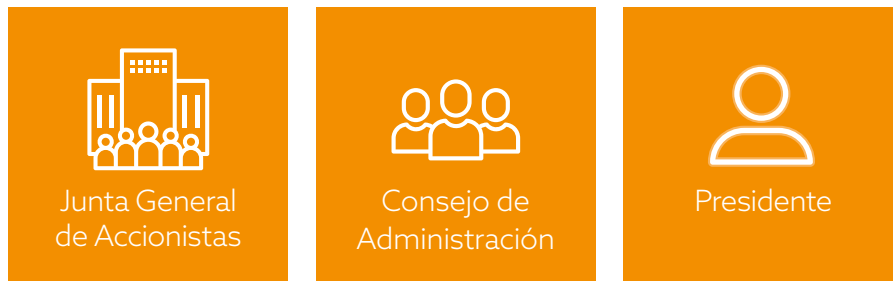 Junta General
de Accionistas
Consejo de
Administración
Presidente